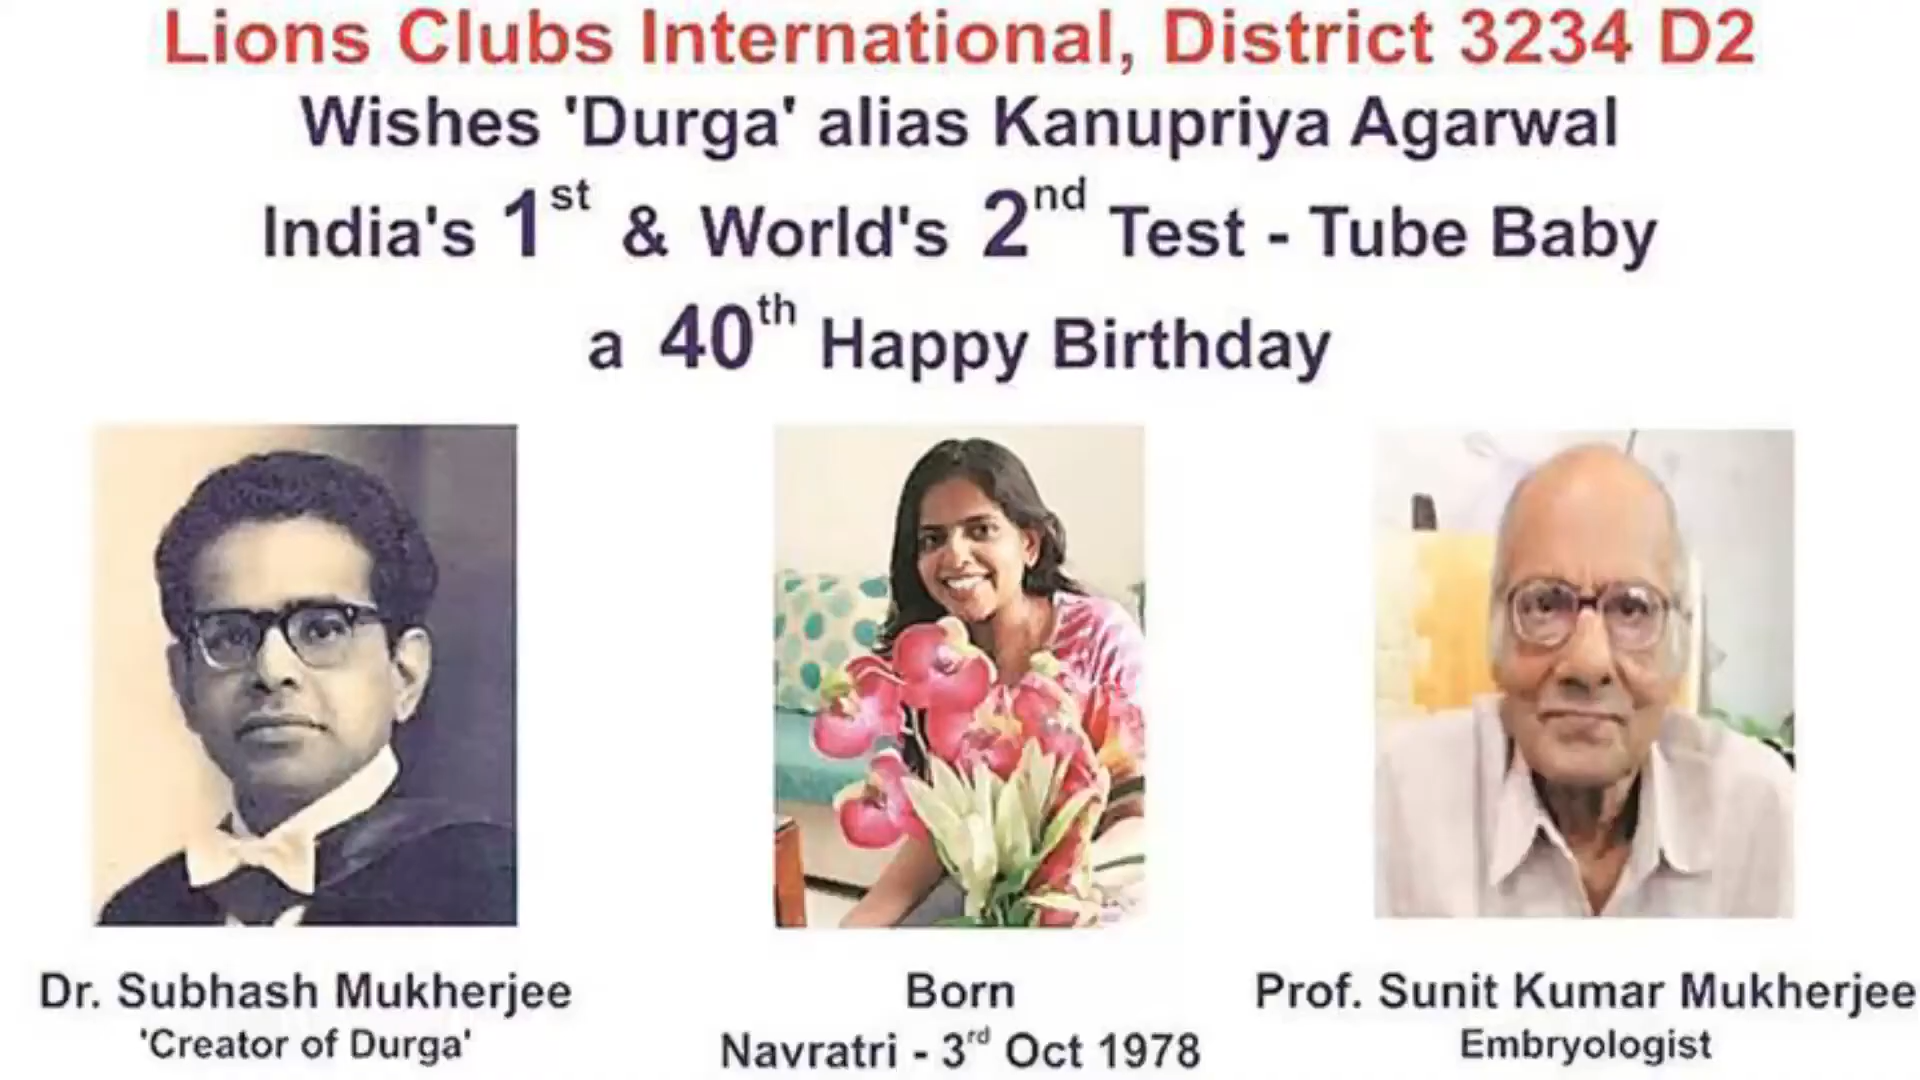 Lions Clubs International, District 3234 D2
Wishes 'Durga' alias Kanupriya Agarwal
India's 1st & World's 2nd Test - Tube Baby
a 40th Happy Birthday
Dr. Subhash Mukherjee
'Creator of Durga'
Born
Navratri - 3rd Oct 1978
Prof. Sunit Kumar Mukherjee
Embryologist